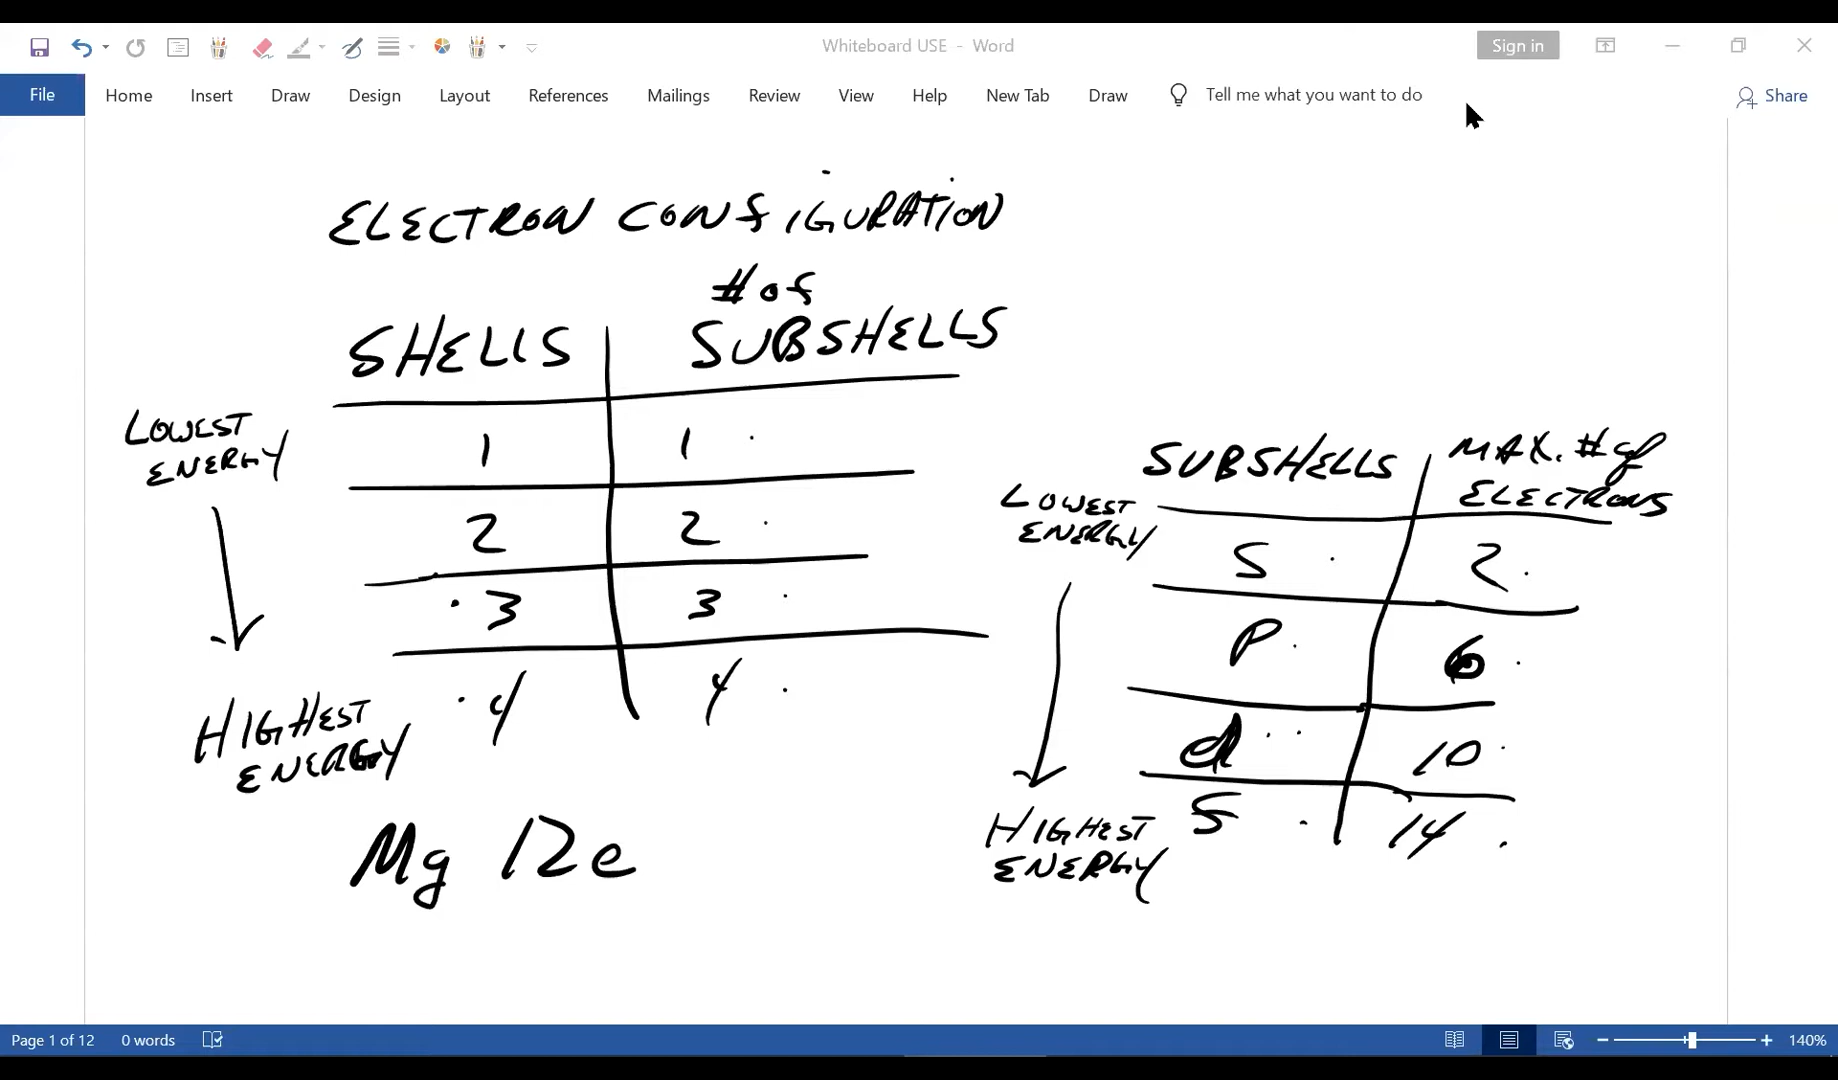 Whiteboard USE - Word
Sign in
File Home Insert Draw Design Layout References Mailings Review View Help New Tab Draw Tell me what you want to do Share
ELECTRON CONfIGURATION
# of
SHELLS SUBSHELLS
LOWEST
ENERGY
1 1
2 2
3 3
4 4
HIGHEST
ENERGY
Mg 12e
SUBSHELLS MAX. # of
ELECTRONS
LOWEST
ENERGY
S 2
P 6
d 10
f 14
HIGHEST
ENERGY
Page 1 of 12 0 words 140%